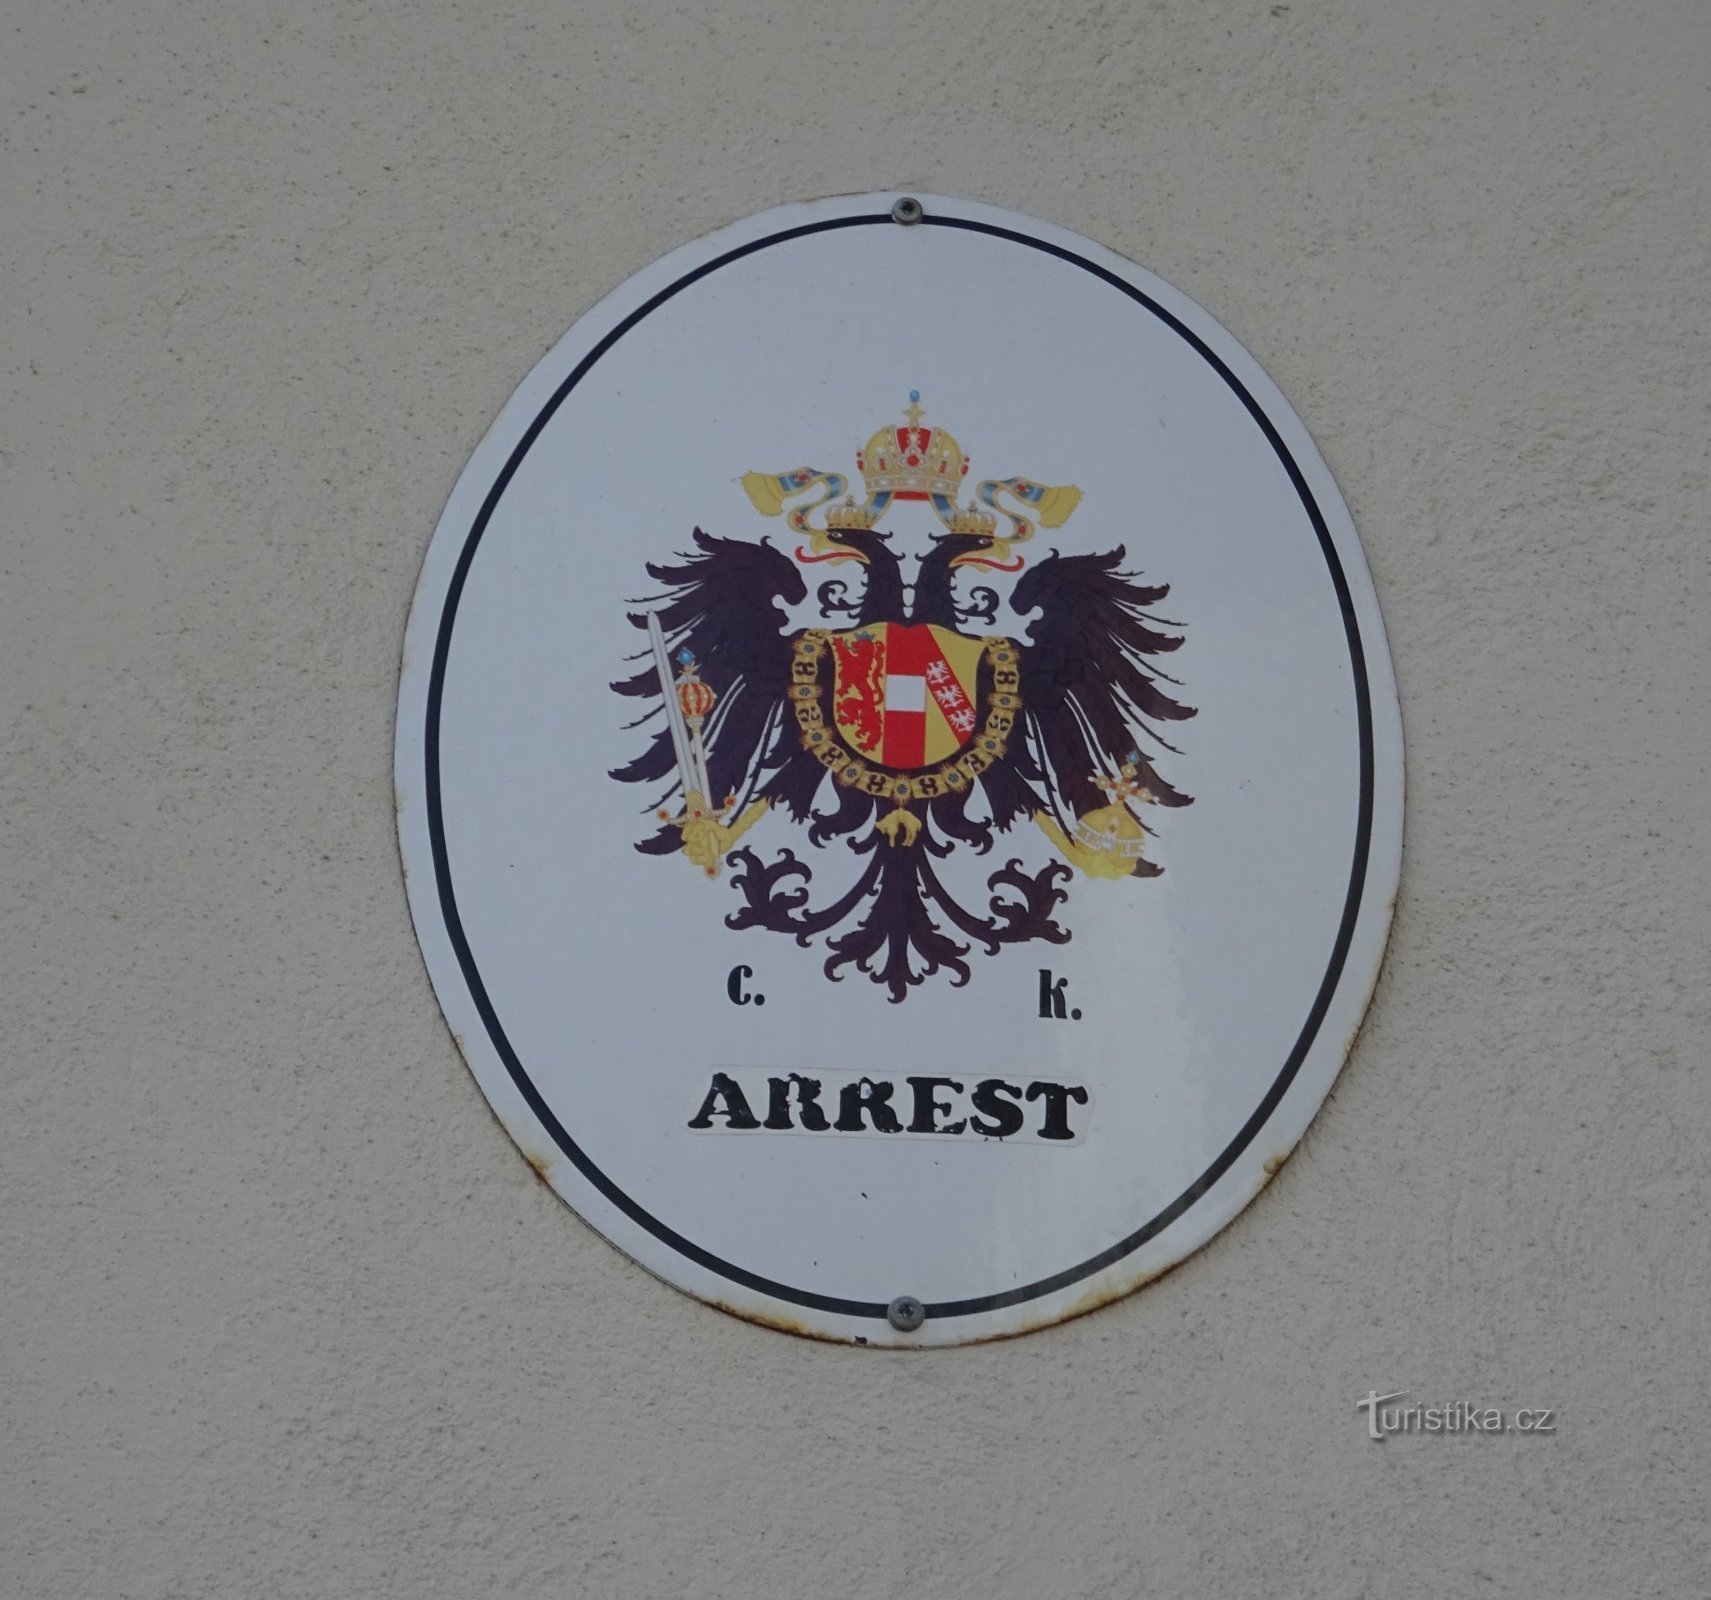 c. k.
ARREST
Turistika.cz